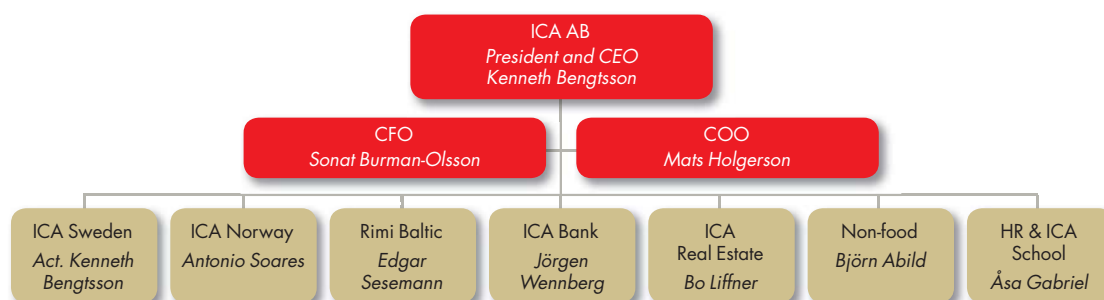 ICA AB
President and CEO
Kenneth Bengtsson
CFO
Sonat Burman-Olsson
COO
Mats Holgerson
ICA Sweden
Act. Kenneth
Bengtsson
ICA Norway
Antonio Soares
Rimi Baltic
Edgar
Sesemann
ICA Bank
Jörgen
Wennberg
ICA
Real Estate
Bo Liffner
Non-food
Björn Abild
HR & ICA
School
Åsa Gabriel